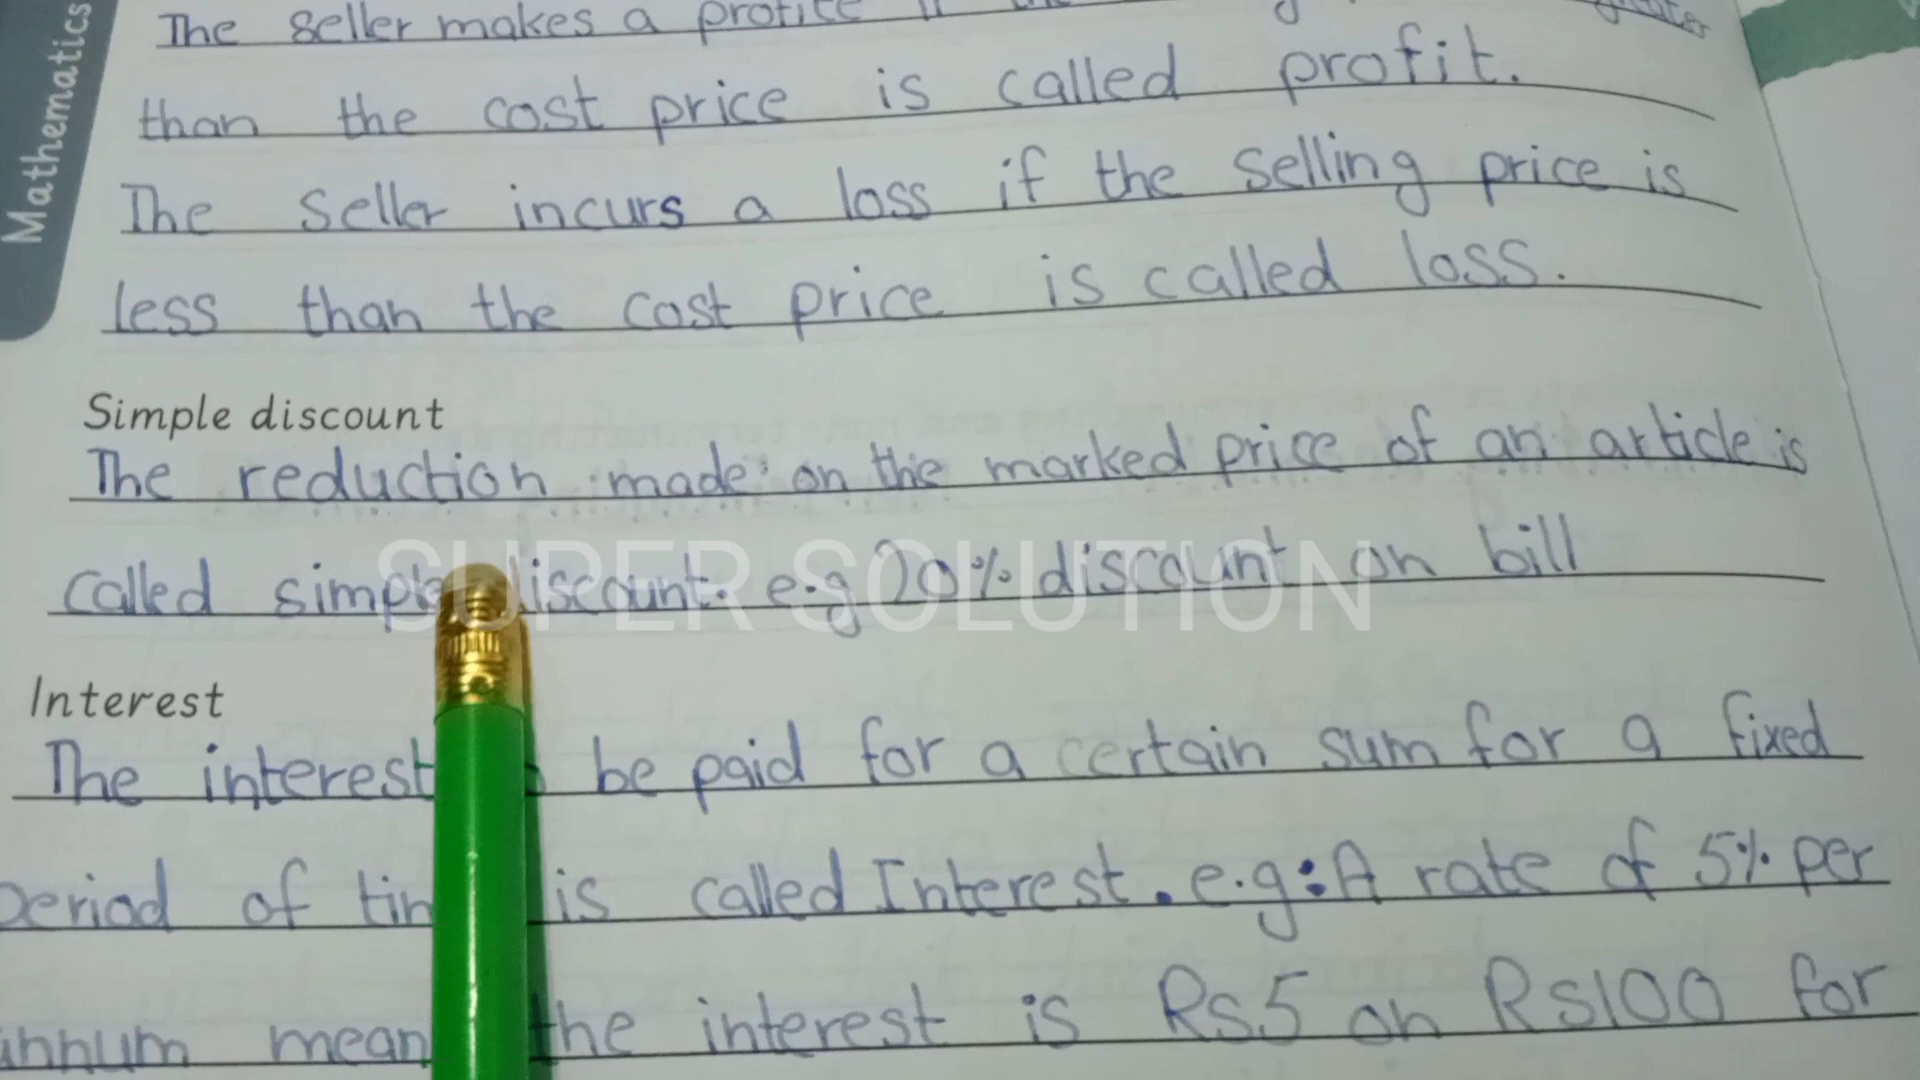 Mathematics
The seller makes a profite if the
than the cost price is called profit.
The seller incurs a loss if the selling price is
less than the cost price is called loss.
Simple discount
The reduction made on the marked price of an article is
called simple discount. e.g 20% discount on bill
SUPER SOLUTION
Interest
The interest be paid for a certain sum for a fixed
period of is called Interest. e.g: A rate of 5% per
annum the interest is Rs5 on RS100 for